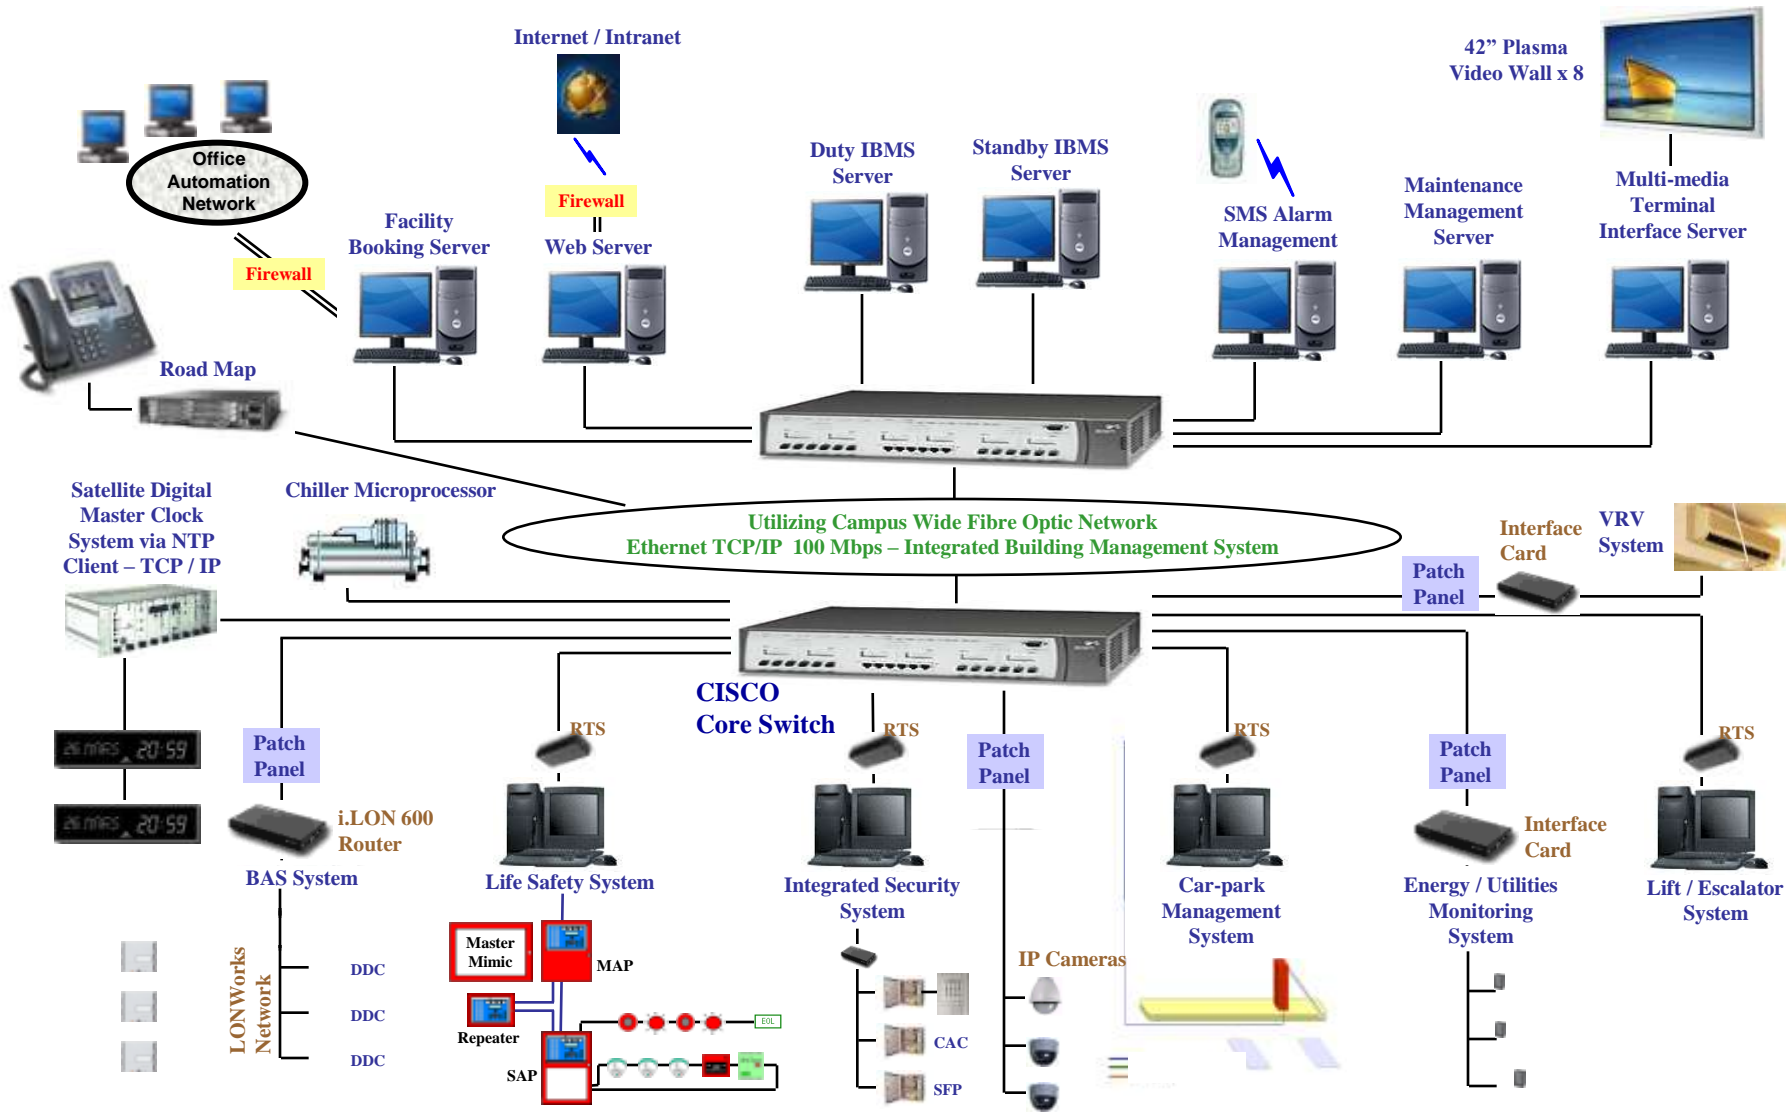 Internet / Intranet
42” Plasma
Video Wall x 8
Office
Automation
Network
Duty IBMS
Server
Standby IBMS
Server
Firewall
SMS Alarm
Management
Maintenance
Management
Server
Multi-media
Terminal
Interface Server
Facility
Booking Server
Web Server
Firewall
Road Map
Satellite Digital
Master Clock
System via NTP
Client – TCP / IP
Chiller Microprocessor
Utilizing Campus Wide Fibre Optic Network
Ethernet TCP/IP 100 Mbps – Integrated Building Management System
Interface
Card
VRV
System
Patch
Panel
CISCO
Core Switch
RTS
RTS
RTS
RTS
Patch
Panel
Patch
Panel
Patch
Panel
20:59
20:59
i.LON 600
Router
Interface
Card
BAS System
Life Safety System
Integrated Security
System
Car-park
Management
System
Energy / Utilities
Monitoring
System
Lift / Escalator
System
LONWorks
Network
DDC
DDC
DDC
Master
Mimic
MAP
Repeater
SAP
EOL
CAC
SFP
IP Cameras